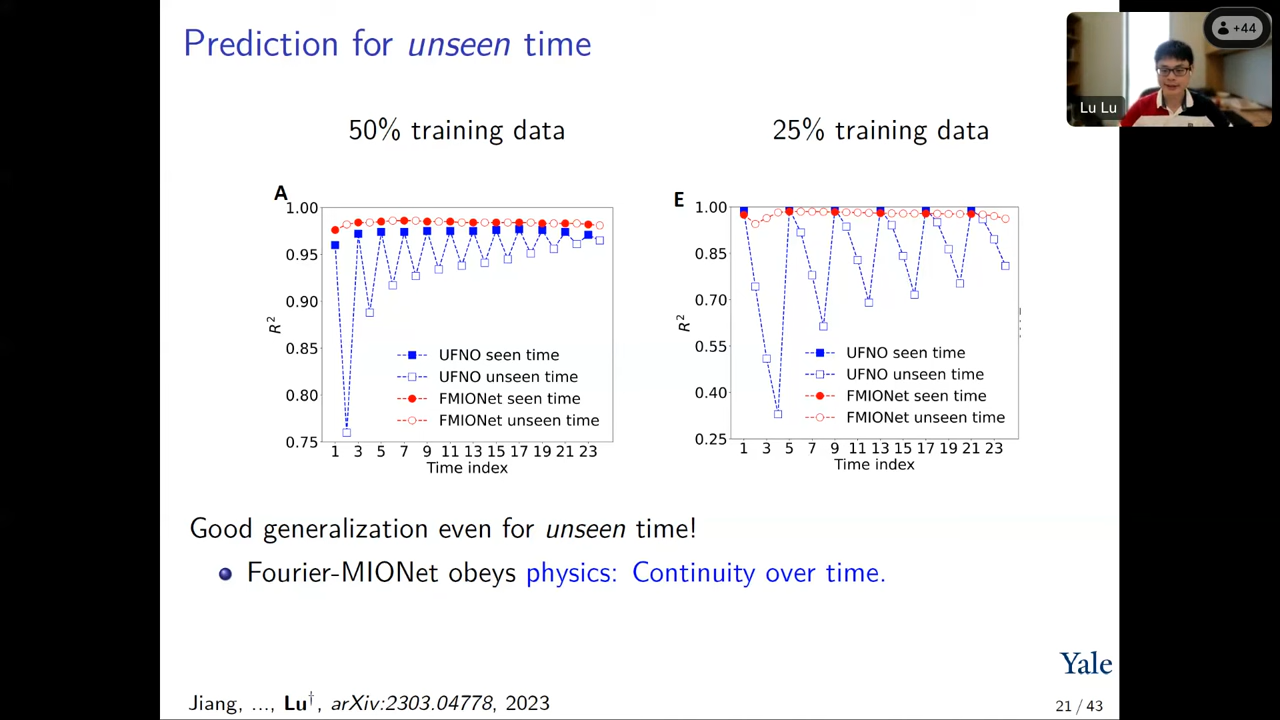 Prediction for unseen time
+44
Lu Lu
50% training data
25% training data
A
1.00
0.95
0.90
0.85
0.80
0.75
R²
UFNO seen time
UFNO unseen time
FMIONet seen time
FMIONet unseen time
1 3 5 7 9 11 13 15 17 19 21 23
Time index
E
1.00
0.85
0.70
0.55
0.40
0.25
R²
UFNO seen time
UFNO unseen time
FMIONet seen time
FMIONet unseen time
1 3 5 7 9 11 13 15 17 19 21 23
Time index
Good generalization even for unseen time!
Fourier-MIONet obeys physics: Continuity over time.
Yale
Jiang, ..., Lu†, arXiv:2303.04778, 2023
21 / 43